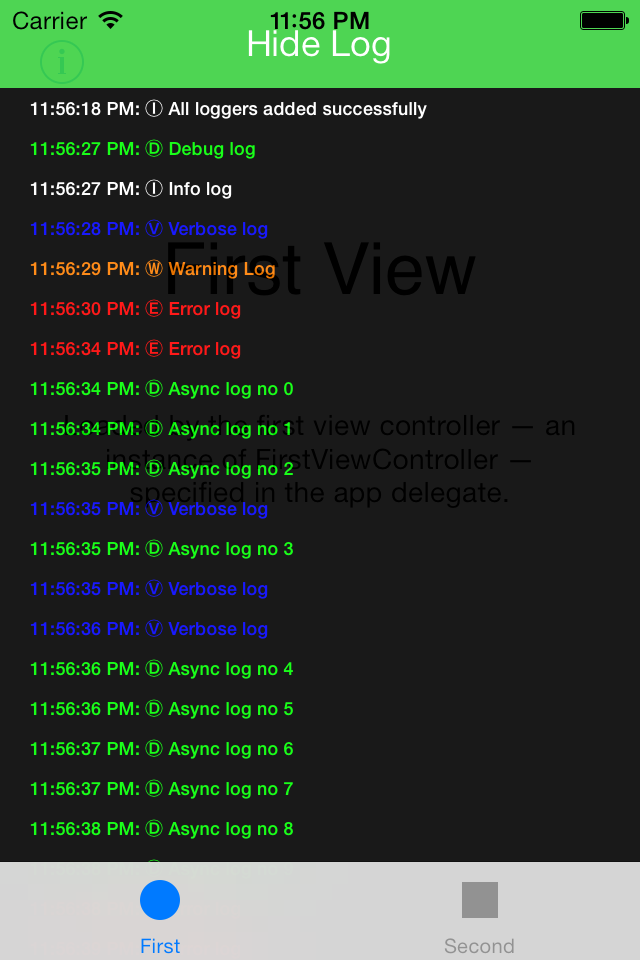 Carrier 11:56 PM
Hide Log
i
11:56:18 PM: Ⓘ All loggers added successfully
11:56:27 PM: Ⓓ Debug log
11:56:27 PM: Ⓘ Info log
11:56:28 PM: Ⓥ Verbose log
First View
11:56:29 PM: Ⓦ Warning Log
11:56:30 PM: Ⓔ Error log
11:56:34 PM: Ⓔ Error log
11:56:34 PM: Ⓓ Async log no 0
Loaded by the first view controller — an
11:56:34 PM: Ⓓ Async log no 1
instance of FirstViewController —
11:56:35 PM: Ⓓ Async log no 2
specified in the app delegate.
11:56:35 PM: Ⓥ Verbose log
11:56:35 PM: Ⓓ Async log no 3
11:56:35 PM: Ⓥ Verbose log
11:56:36 PM: Ⓥ Verbose log
11:56:36 PM: Ⓓ Async log no 4
11:56:36 PM: Ⓓ Async log no 5
11:56:37 PM: Ⓓ Async log no 6
11:56:37 PM: Ⓓ Async log no 7
11:56:38 PM: Ⓓ Async log no 8
First Second